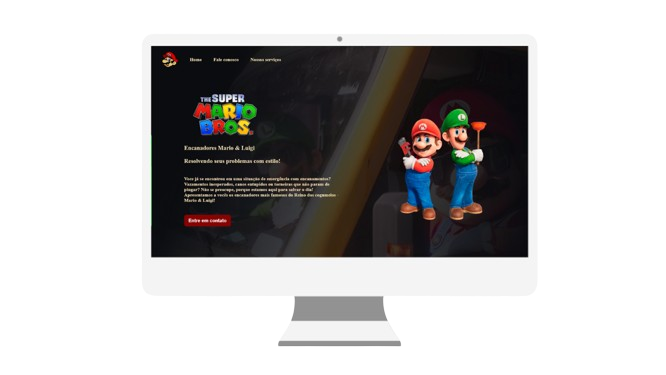 Home Fale conosco Nossos serviços
THE SUPER
MARIO
BROS.
Encanadores Mario & Luigi
Resolvendo seus problemas com estilo!
Você já se encontrou em uma situação de emergência com encanamentos?
Vazamentos inesperados, canos entupidos ou torneiras que não param de
pingar? Não se preocupe, porque estamos aqui para salvar o dia!
Apresentamos a vocês os encanadores mais famosos do Reino dos cogumelos
Mario & Luigi!
Entre em contato